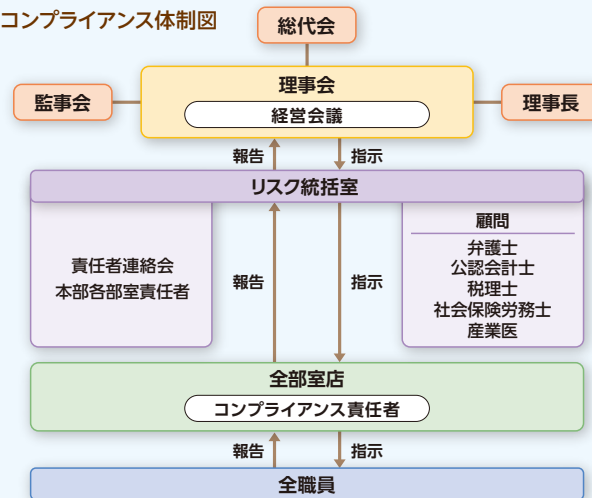 コンプライアンス体制図
総代会
監事会
理事会
経営会議
理事長
報告
指示
リスク統括室
責任者連絡会
本部各部室責任者
報告
指示
顧問
弁護士
公認会計士
税理士
社会保険労務士
産業医
全部室店
コンプライアンス責任者
報告
指示
全職員